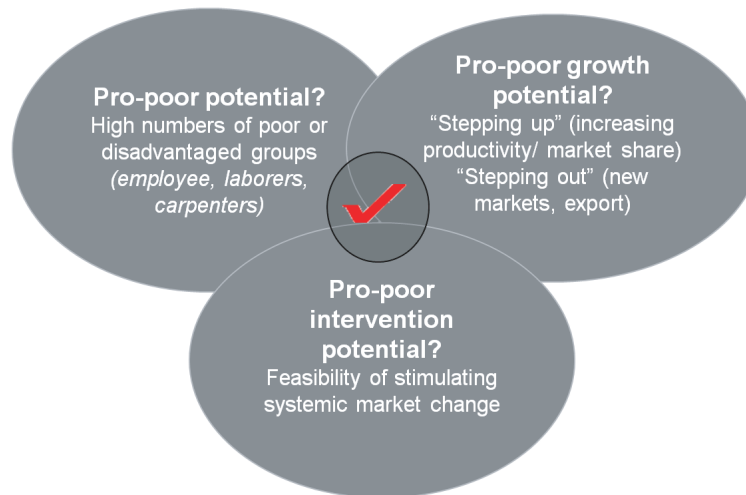 Pro-poor potential?
High numbers of poor or
disadvantaged groups
(employee, laborers,
carpenters)
Pro-poor growth
potential?
“Stepping up” (increasing
productivity/ market share)
“Stepping out” (new
markets, export)
Pro-poor
intervention
potential?
Feasibility of stimulating
systemic market change